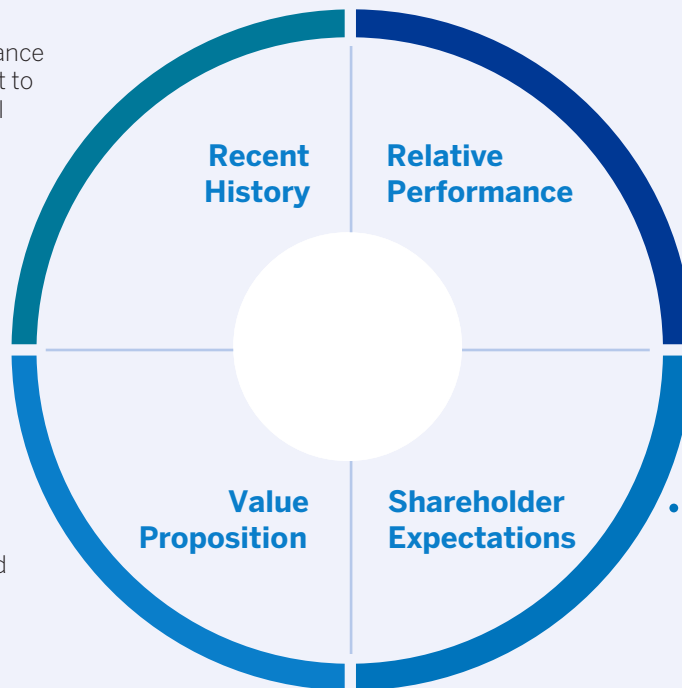 Recent
History
Relative
Performance
Value
Proposition
Shareholder
Expectations